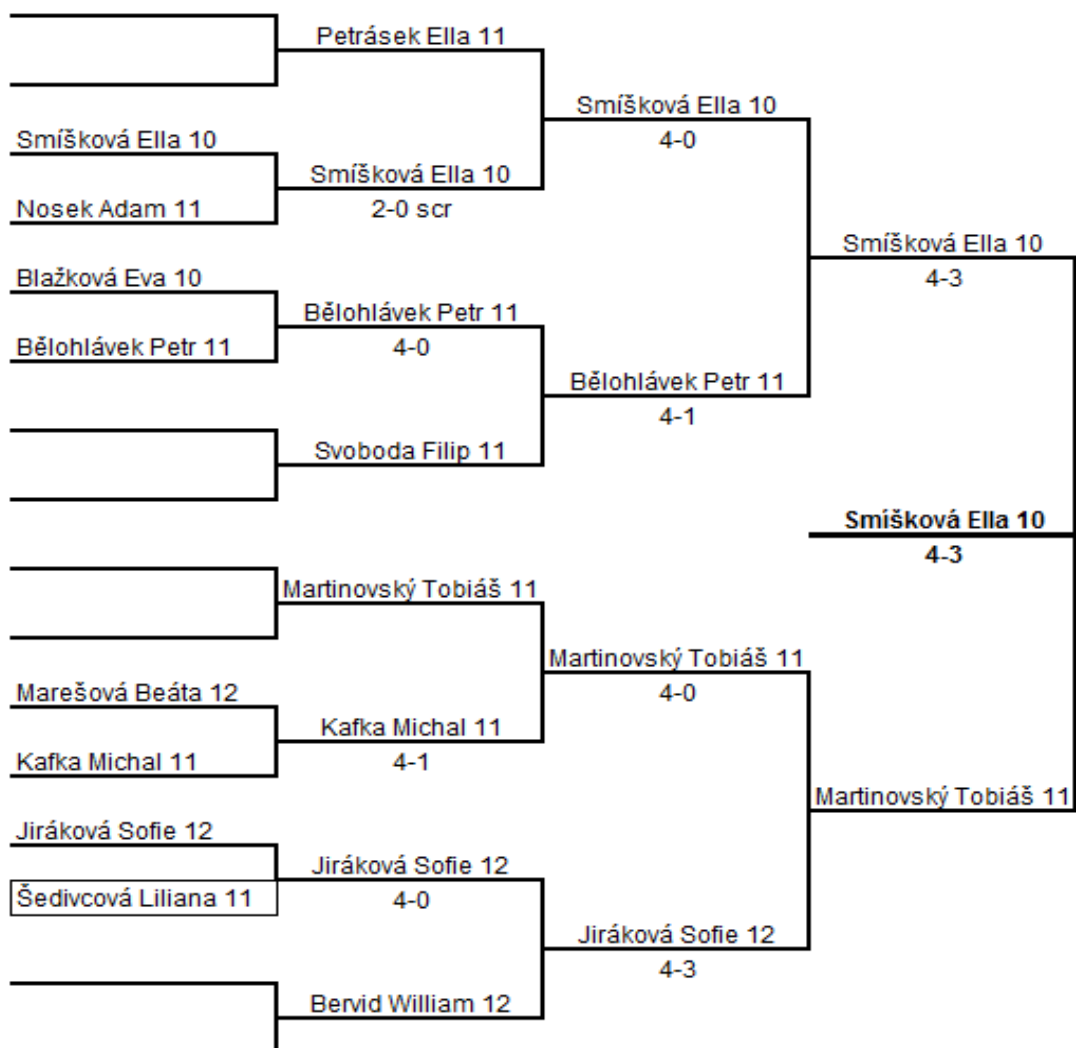 Petrásek Ella 11
Smíšková Ella 10
4-0
Smíšková Ella 10
Smíšková Ella 10
2-0 scr
Nosek Adam 11
Smíšková Ella 10
4-3
Blažková Eva 10
Bělohlávek Petr 11
4-0
Bělohlávek Petr 11
Bělohlávek Petr 11
4-1
Svoboda Filip 11
Smíšková Ella 10
4-3
Martinovský Tobiáš 11
Martinovský Tobiáš 11
4-0
Marešová Beáta 12
Kafka Michal 11
4-1
Kafka Michal 11
Martinovský Tobiáš 11
Jiráková Sofie 12
Jiráková Sofie 12
4-0
Šedivcová Liliana 11
Jiráková Sofie 12
4-3
Bervid William 12